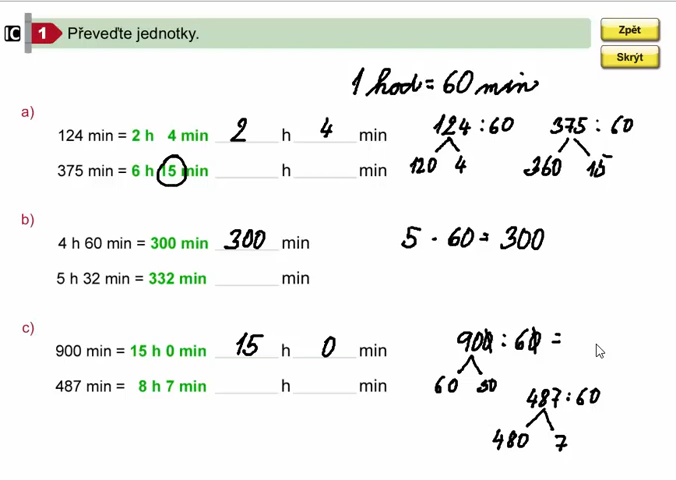 IC 1 Převeďte jednotky. Zpět
Skrýt
1 hod = 60 min
a)
124 min = 2 h 4 min 2 h 4 min 124 : 60 375 : 60
120 4 360 15
375 min = 6 h 15 min h min
b)
4 h 60 min = 300 min 300 min 5 · 60 = 300
5 h 32 min = 332 min min
c)
900 min = 15 h 0 min 15 h 0 min 900 : 60 =
60 30
487 min = 8 h 7 min h min 487 : 60
480 7